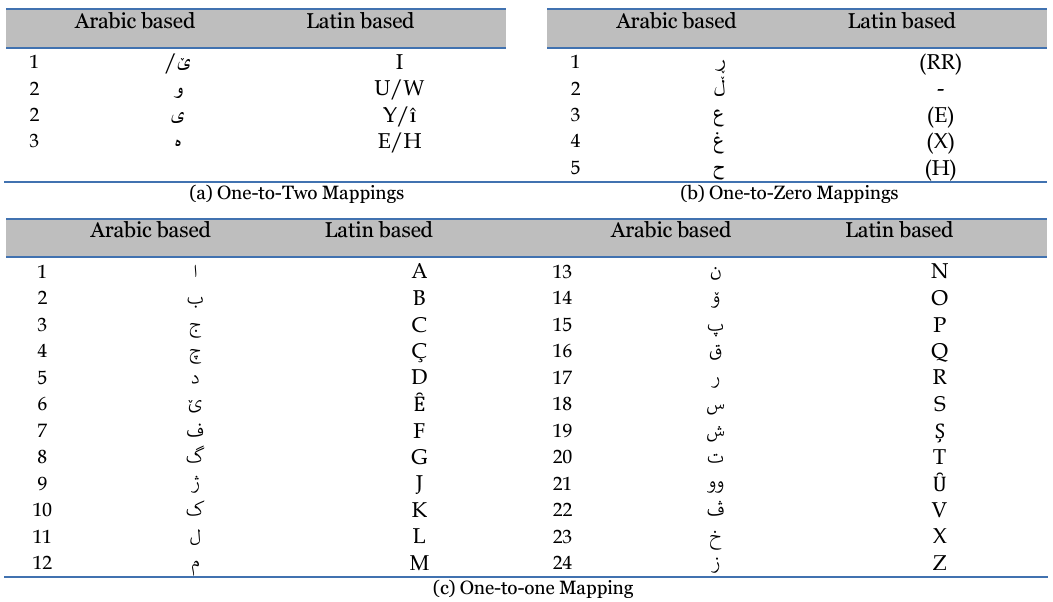 Arabic based Latin based
1 /ێ I
2 و U/W
2 ی Y/î
3 ه E/H
(a) One-to-Two Mappings
Arabic based Latin based
1 ڕ (RR)
2 ڵ -
3 ع (E)
4 غ (X)
5 ح (H)
(b) One-to-Zero Mappings
Arabic based Latin based Arabic based Latin based
1 ا A 13 ن N
2 ب B 14 ۆ O
3 ج C 15 پ P
4 چ Ç 16 ق Q
5 د D 17 ر R
6 ێ Ê 18 س S
7 ف F 19 ش Ş
8 گ G 20 ت T
9 ژ J 21 وو Û
10 ک K 22 ڤ V
11 ل L 23 خ X
12 م M 24 ز Z
(c) One-to-one Mapping